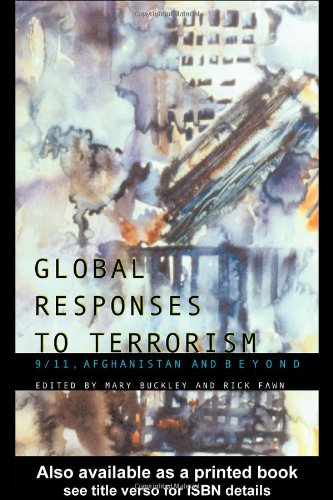 GLOBAL
RESPONSES
TO TERRORISM
9/11, AFGHANISTAN AND BEYOND
EDITED BY MARY BUCKLEY AND RICK FAWN
Also available as a printed book
see title verso for ISBN details